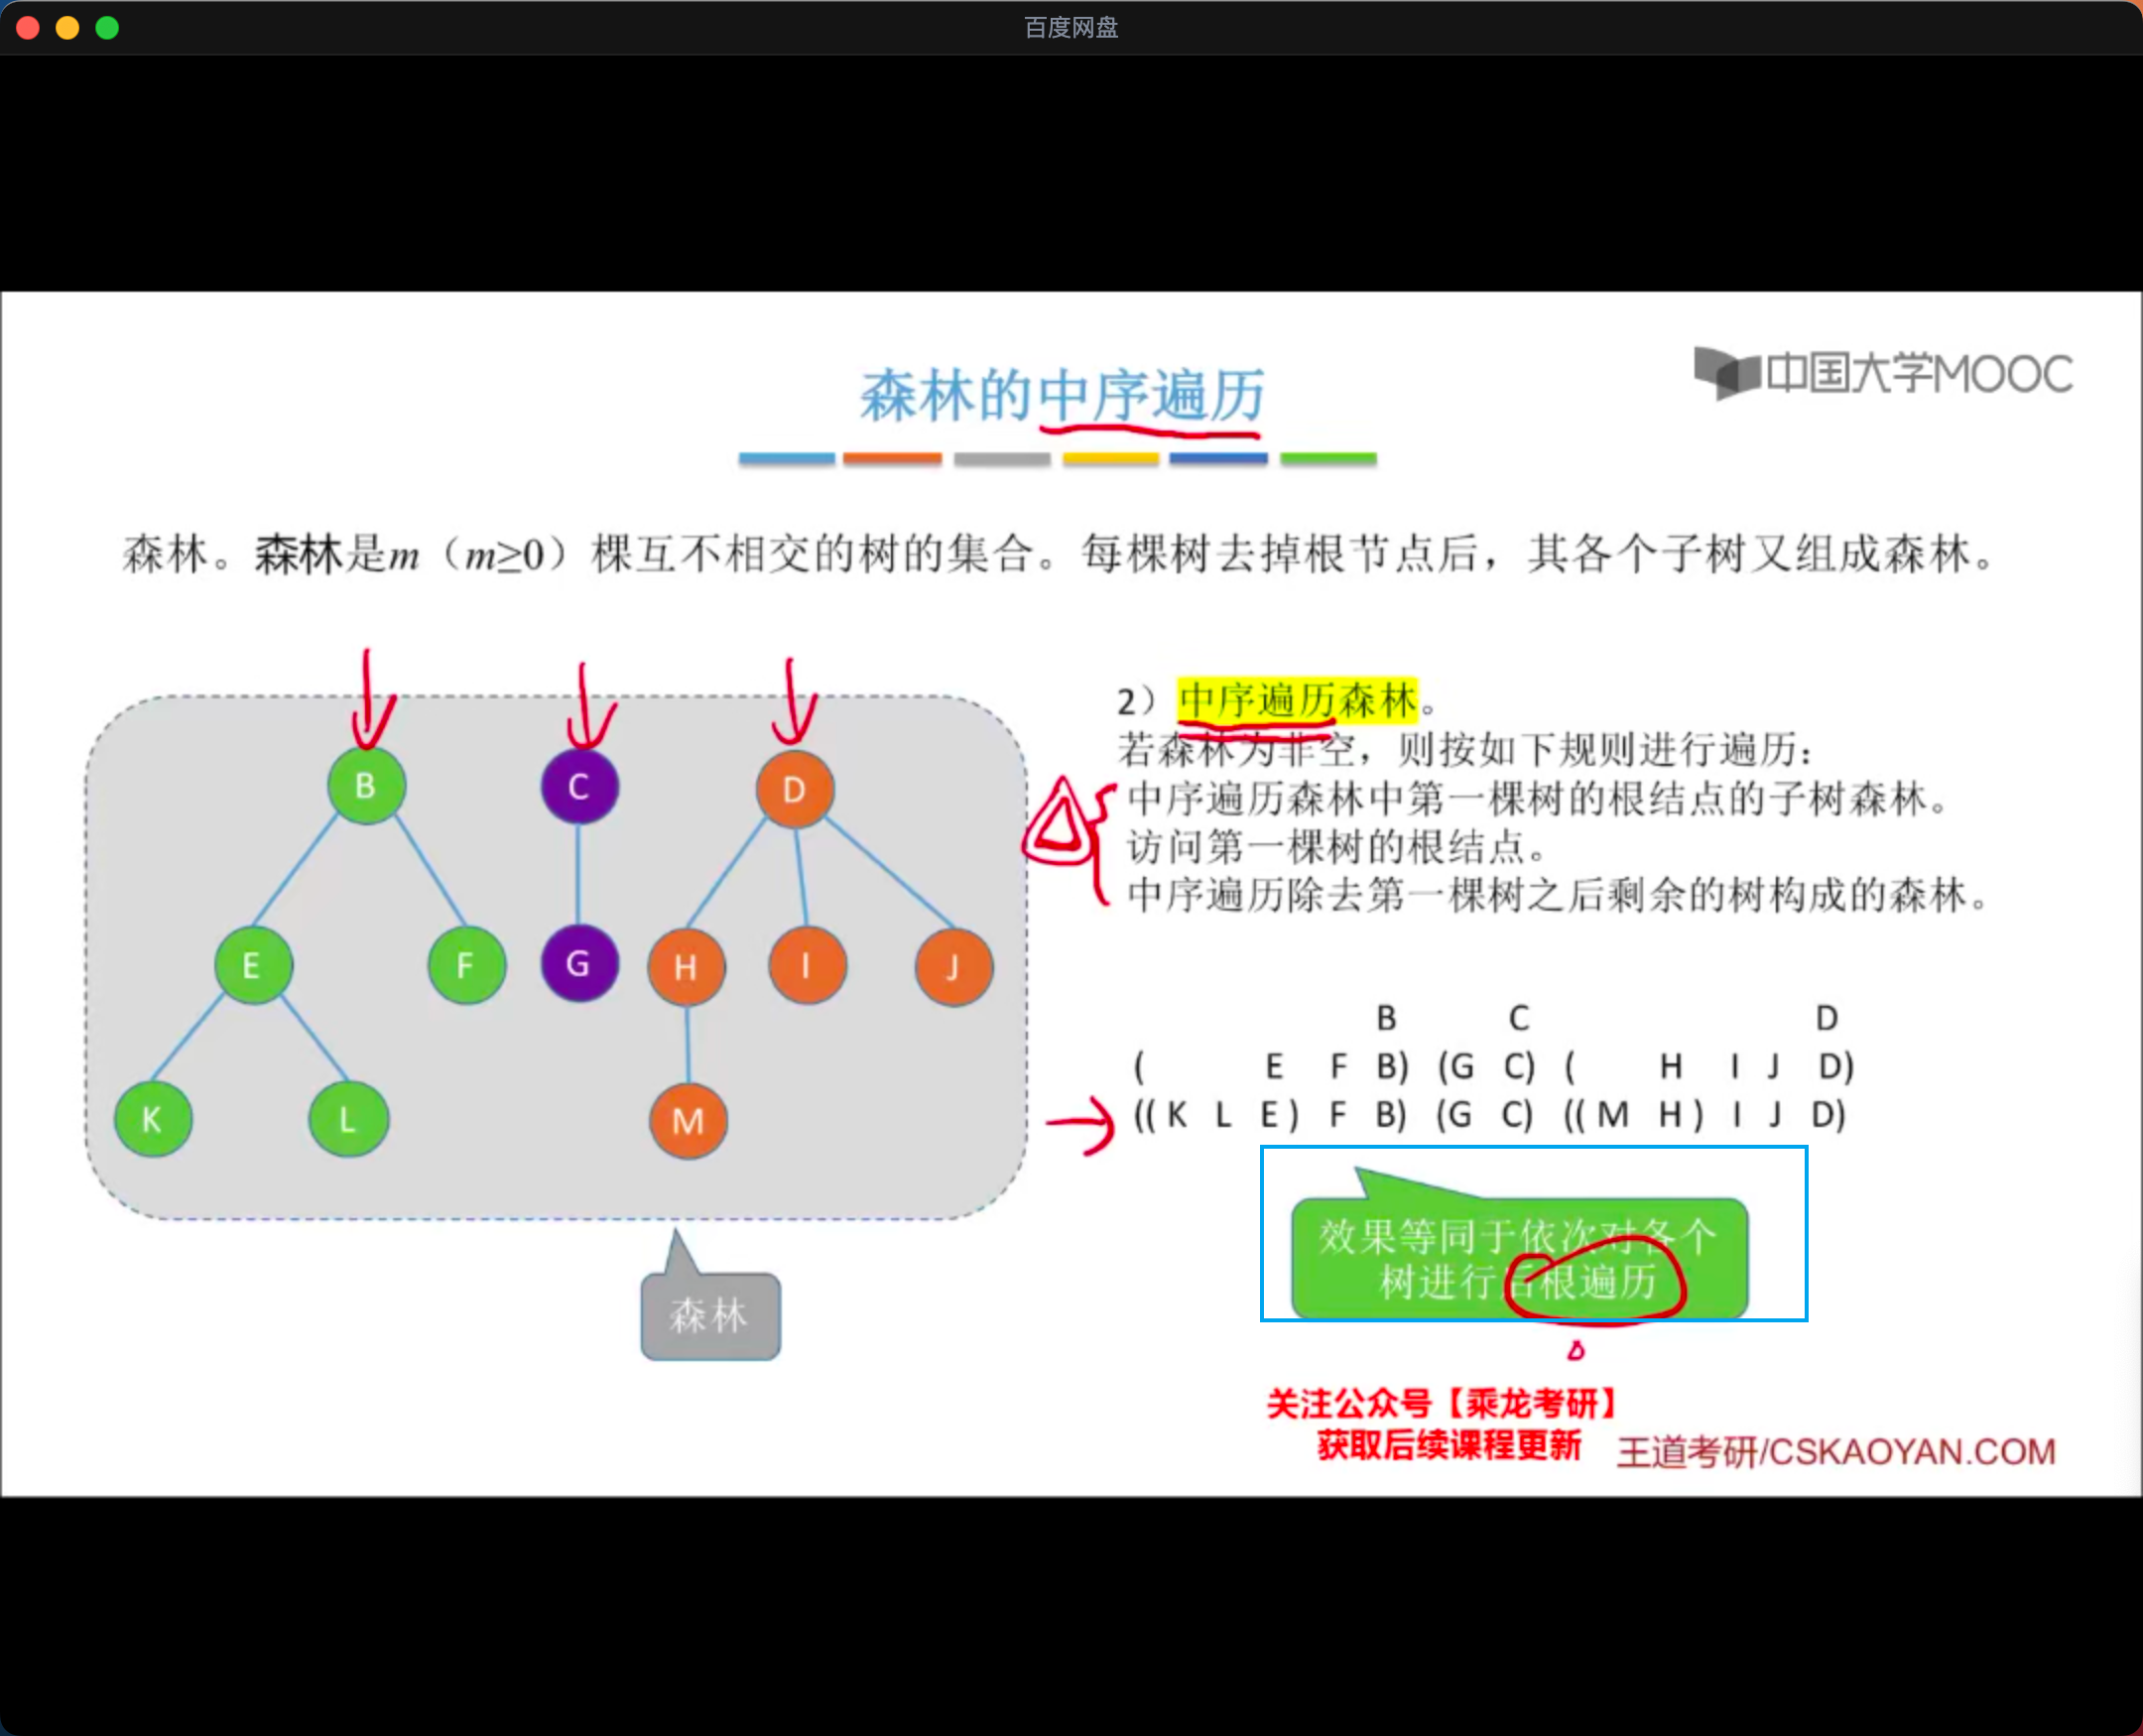 百度网盘
中国大学MOOC
森林的中序遍历
森林。森林是m（m≥0）棵互不相交的树的集合。每棵树去掉根节点后，其各个子树又组成森林。
B C D
E F G H I J
K L M
森林
2）中序遍历森林。
若森林为非空，则按如下规则进行遍历：
中序遍历森林中第一棵树的根结点的子树森林。
访问第一棵树的根结点。
中序遍历除去第一棵树之后剩余的树构成的森林。
B C D
( E F B) (G C) ( H I J D)
(( K L E ) F B) (G C) (( M H ) I J D)
效果等同于依次对各个
树进行后根遍历
关注公众号【乘龙考研】
获取后续课程更新
王道考研/CSKAOYAN.COM